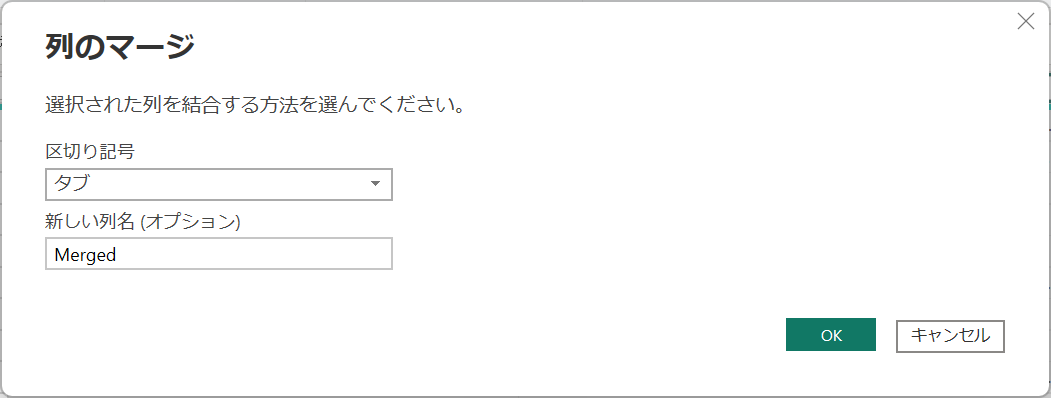 列のマージ
選択された列を結合する方法を選んでください。
区切り記号
タブ
新しい列名 (オプション)
Merged
OK
キャンセル